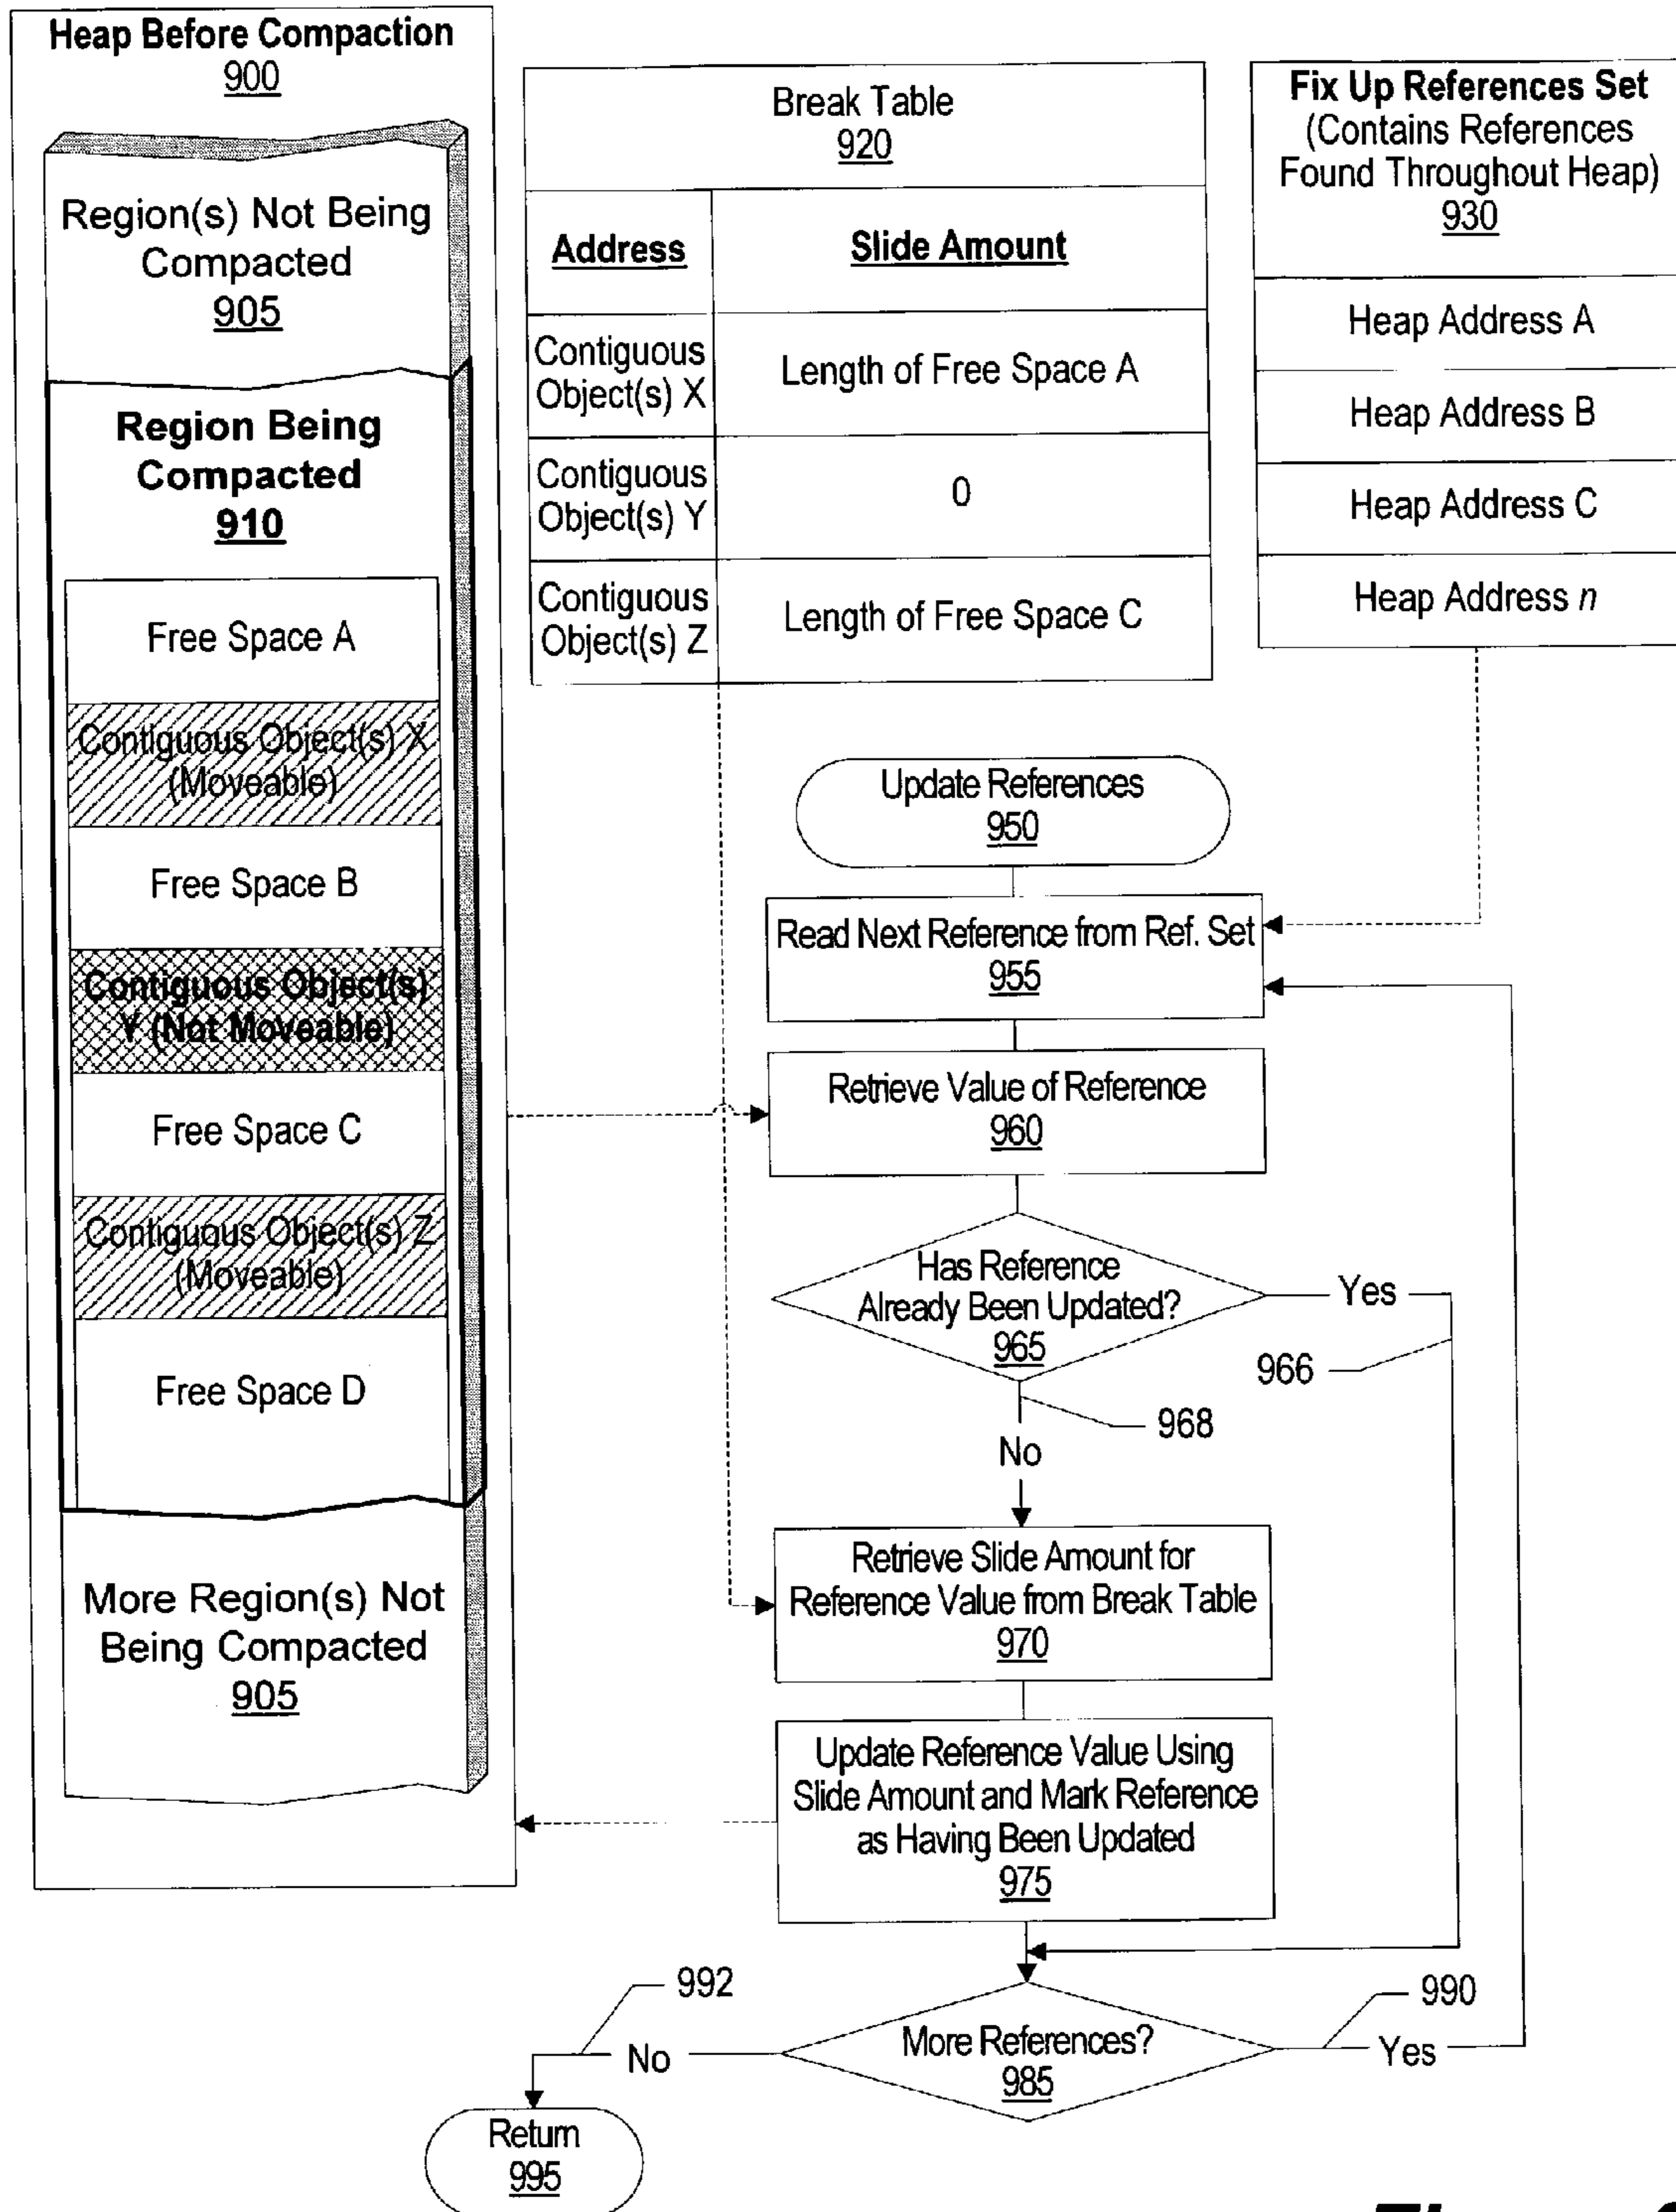 Heap Before Compaction
900
Region(s) Not Being
Compacted
905
Region Being
Compacted
910
Free Space A
Contiguous Object(s) X
(Moveable)
Free Space B
Contiguous Object(s)
Y (Not Moveable)
Free Space C
Contiguous Object(s) Z
(Moveable)
Free Space D
More Region(s) Not
Being Compacted
905
Break Table
920
Address
Slide Amount
Contiguous
Object(s) X
Length of Free Space A
Contiguous
Object(s) Y
0
Contiguous
Object(s) Z
Length of Free Space C
Fix Up References Set
(Contains References
Found Throughout Heap)
930
Heap Address A
Heap Address B
Heap Address C
Heap Address n
Update References
950
Read Next Reference from Ref. Set
955
Retrieve Value of Reference
960
Has Reference
Already Been Updated?
965
Yes
966
968
No
Retrieve Slide Amount for
Reference Value from Break Table
970
Update Reference Value Using
Slide Amount and Mark Reference
as Having Been Updated
975
992
990
More References?
985
No
Yes
Return
995